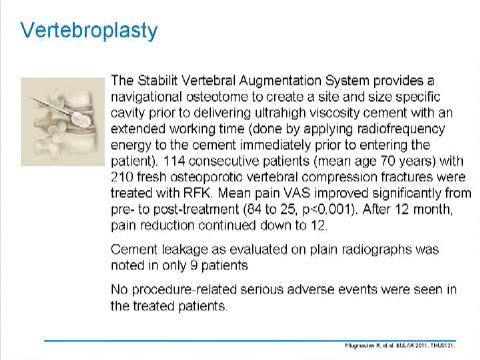 Vertebroplasty
The Stabilit Vertebral Augmentation System provides a
navigational osteotome to create a site and size specific
cavity prior to delivering ultrahigh viscosity cement with an
extended working time (done by applying radiofrequency
energy to the cement immediately prior to entering the
patient). 114 consecutive patients (mean age 70 years) with
210 fresh osteoporotic vertebral compression fractures were
treated with RFK. Mean pain VAS improved significantly from
pre- to post-treatment (84 to 25, p<0.001). After 12 month,
pain reduction continued down to 12.
Cement leakage as evaluated on plain radiographs was
noted in only 9 patients
No procedure-related serious adverse events were seen in
the treated patients.
R, et al. EULAR 2011.